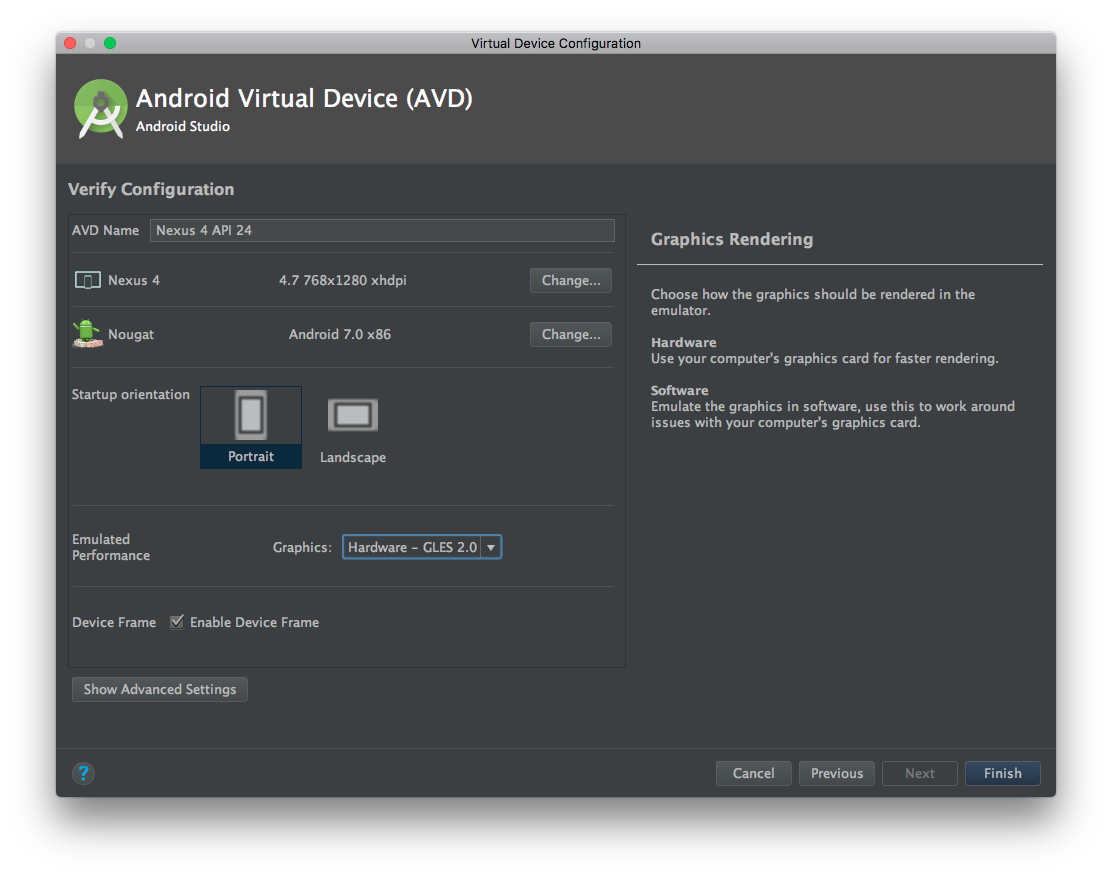 Virtual Device Configuration
Android Virtual Device (AVD)
Android Studio
Verify Configuration
AVD Name Nexus 4 API 24
Nexus 4 4.7 768x1280 xhdpi Change...
Nougat Android 7.0 x86 Change...
Startup orientation
Portrait
Landscape
Emulated
Performance
Graphics: Hardware – GLES 2.0
Device Frame Enable Device Frame
Show Advanced Settings
Graphics Rendering
Choose how the graphics should be rendered in the
emulator.
Hardware
Use your computer's graphics card for faster rendering.
Software
Emulate the graphics in software, use this to work around
issues with your computer's graphics card.
?
Cancel Previous Next Finish